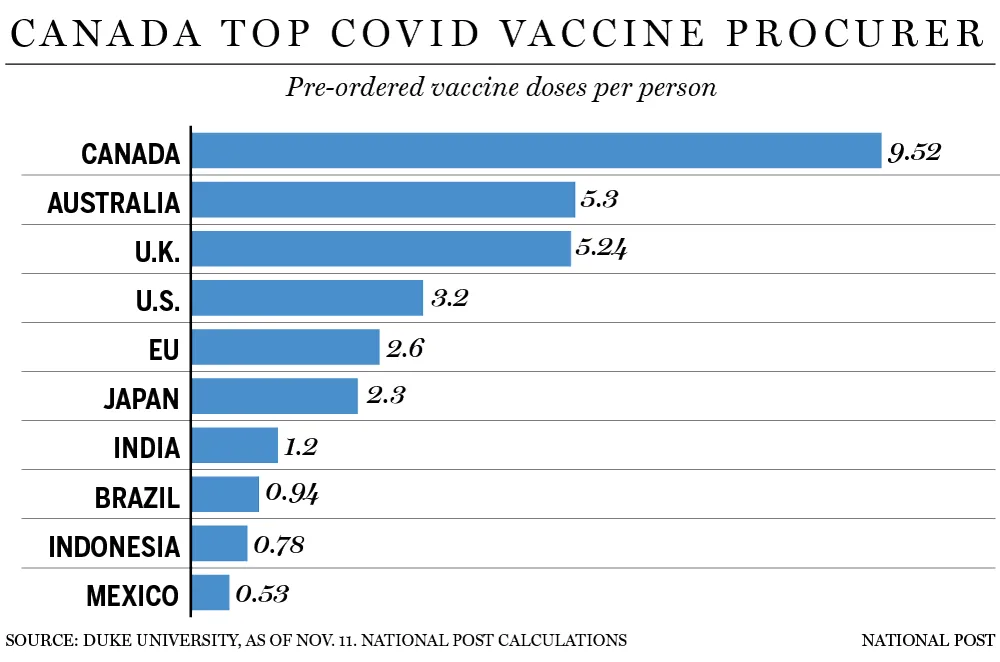 CANADA TOP COVID VACCINE PROCURER
Pre-ordered vaccine doses per person
CANADA 9.52
AUSTRALIA 5.3
U.K. 5.24
U.S. 3.2
EU 2.6
JAPAN 2.3
INDIA 1.2
BRAZIL 0.94
INDONESIA 0.78
MEXICO 0.53
SOURCE: DUKE UNIVERSITY, AS OF NOV. 11. NATIONAL POST CALCULATIONS NATIONAL POST